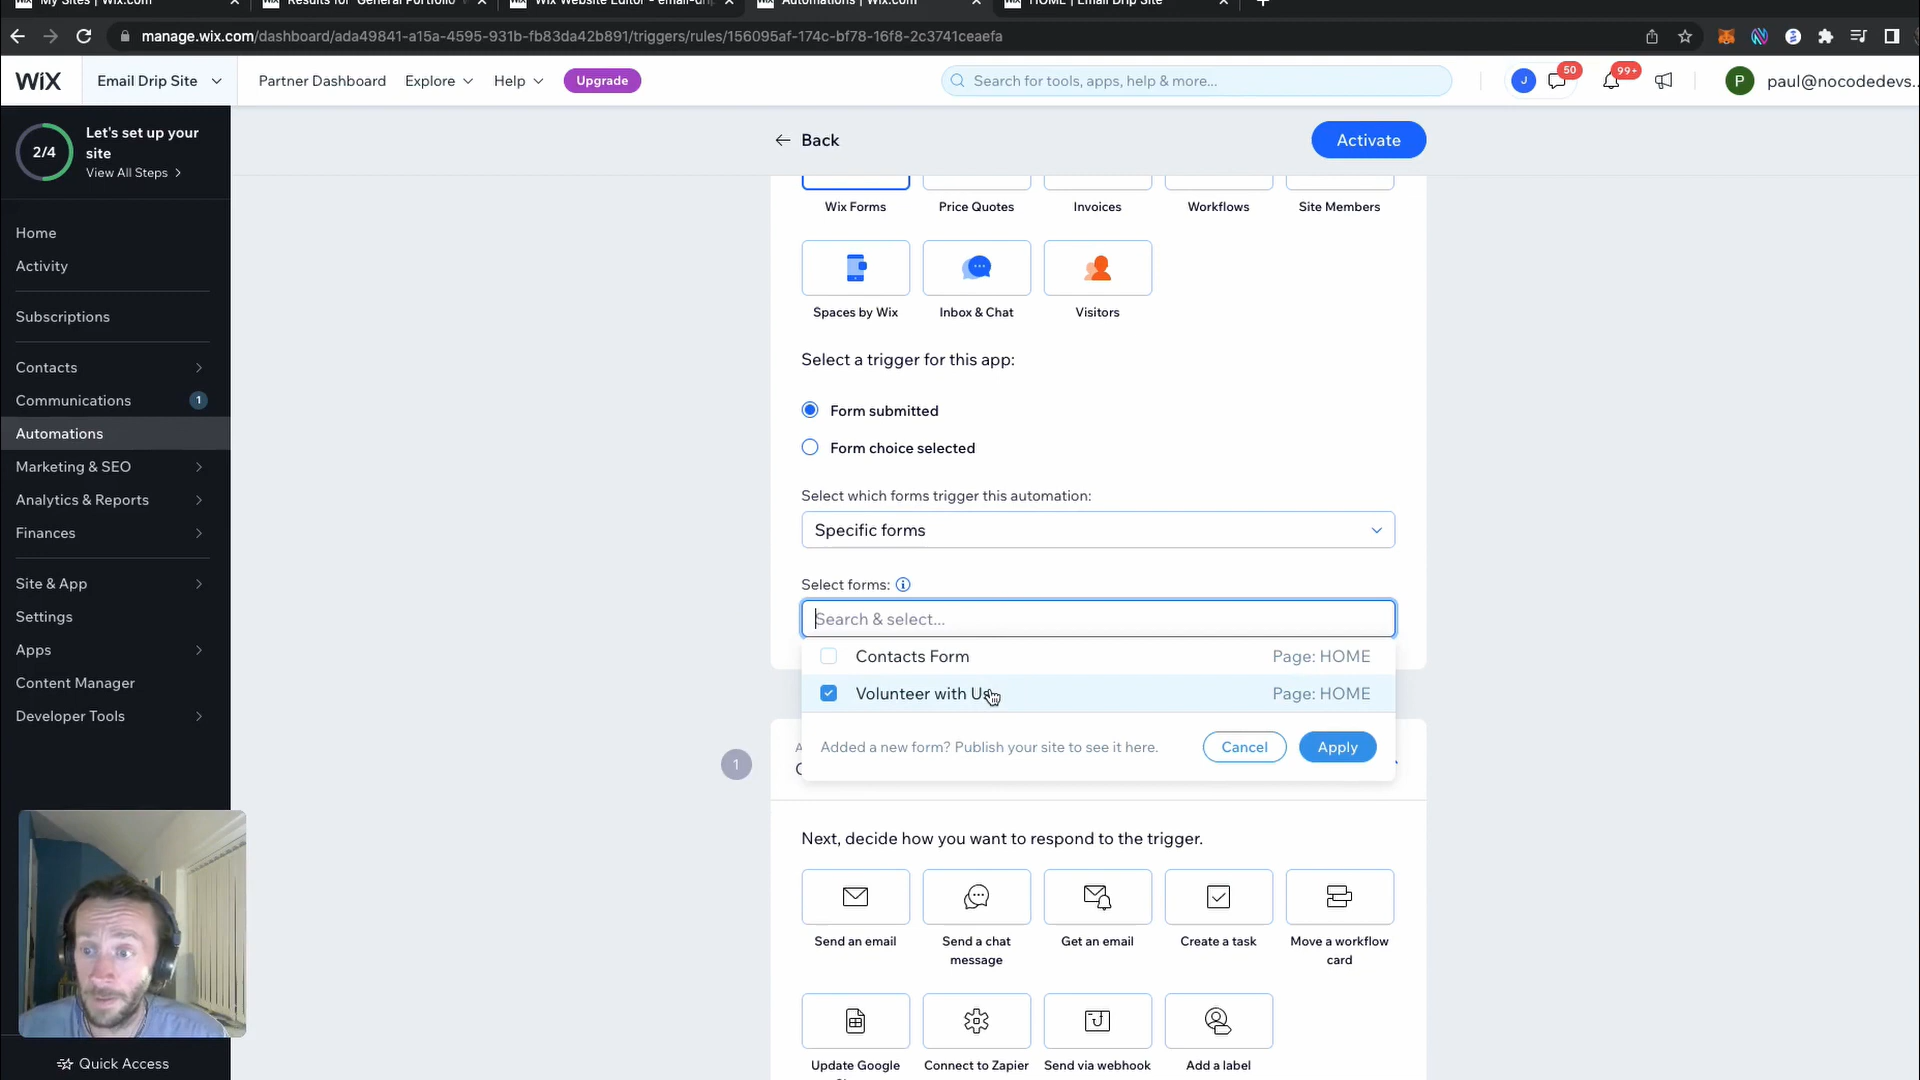 My Sites | Wix.com
Results for "General Portfolio" w
Wix Website Editor - email-drip
Automations | Wix.com
HOME | Email Drip Site
manage.wix.com/dashboard/ada49841-a15a-4595-931b-fb83da42b891/triggers/rules/156095af-174c-bf78-16f8-2c3741ceaefa
WiX
Email Drip Site
Partner Dashboard
Explore
Help
Upgrade
Search for tools, apps, help & more...
J
50
99+
P
paul@nocodedevs...
2/4
Let's set up your
site
View All Steps
Back
Activate
Home
Activity
Subscriptions
Contacts
Communications
1
Automations
Marketing & SEO
Analytics & Reports
Finances
Site & App
Settings
Apps
Content Manager
Developer Tools
Quick Access
Wix Forms
Price Quotes
Invoices
Workflows
Site Members
Spaces by Wix
Inbox & Chat
Visitors
Select a trigger for this app:
Form submitted
Form choice selected
Select which forms trigger this automation:
Specific forms
Select forms:
Search & select...
Contacts Form
Page: HOME
Volunteer with Us
Page: HOME
Added a new form? Publish your site to see it here.
Cancel
Apply
1
Next, decide how you want to respond to the trigger.
Send an email
Send a chat
message
Get an email
Create a task
Move a workflow
card
Update Google
Connect to Zapier
Send via webhook
Add a label